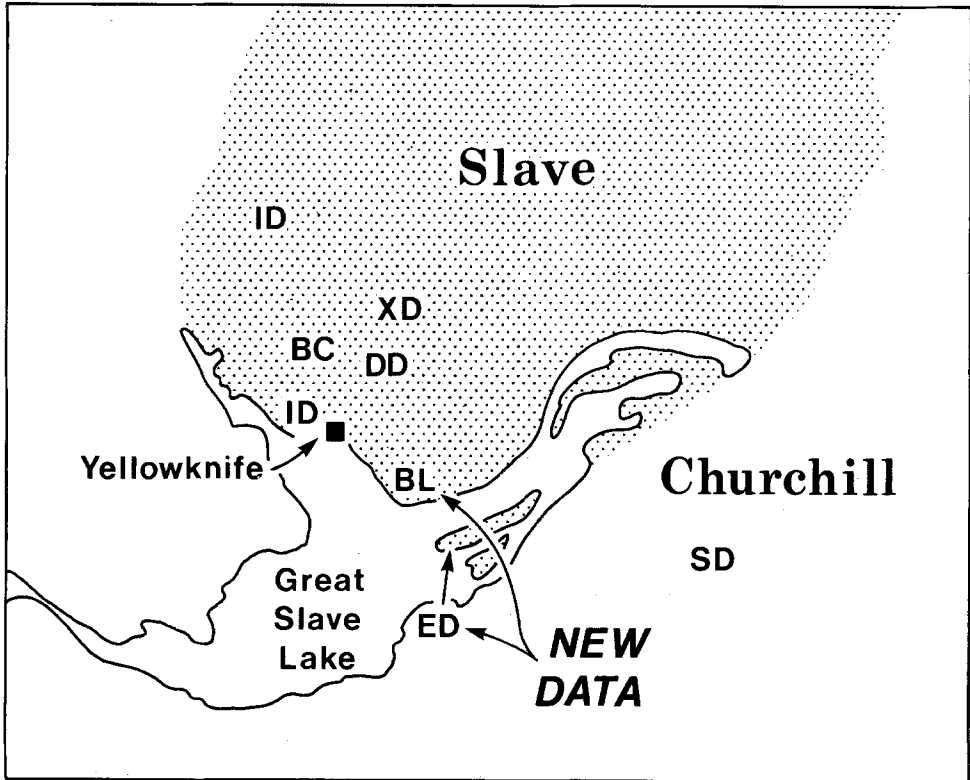 Slave
ID
XD
BC
DD
ID
Yellowknife
BL
Churchill
SD
Great
Slave
Lake
ED
NEW
DATA